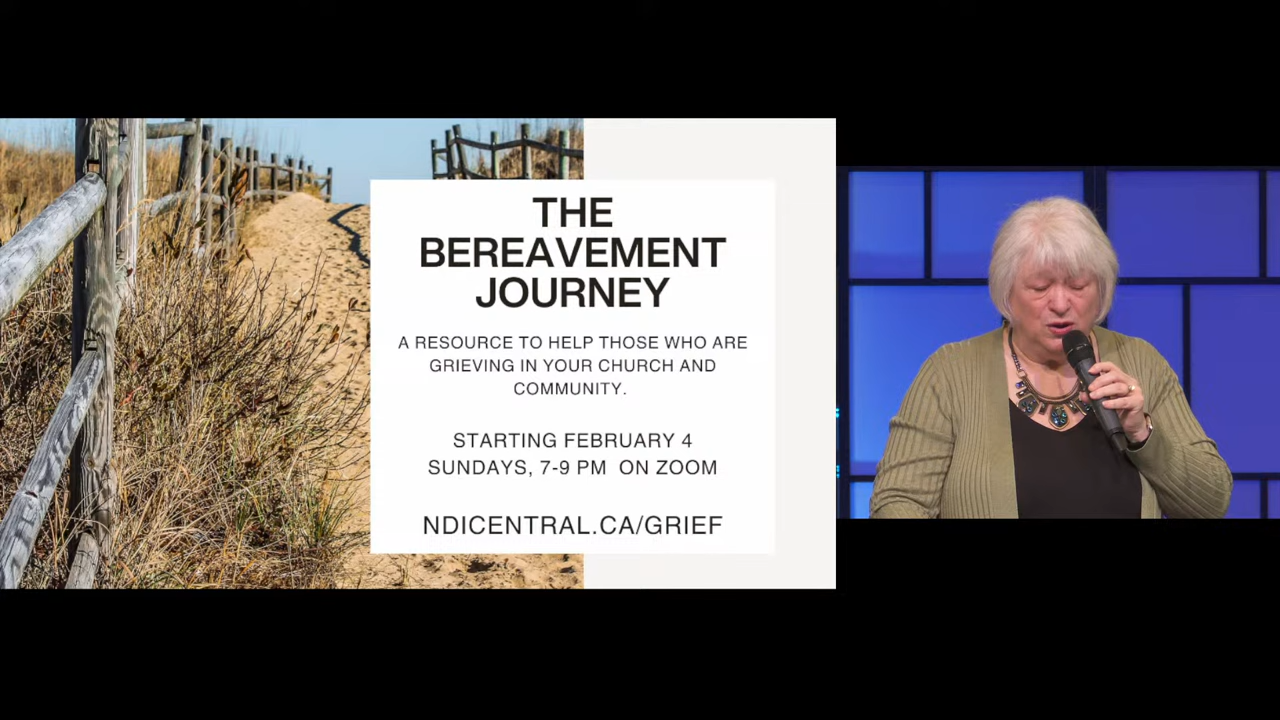 THE
BEREAVEMENT
JOURNEY
A RESOURCE TO HELP THOSE WHO ARE
GRIEVING IN YOUR CHURCH AND
COMMUNITY.
STARTING FEBRUARY 4
SUNDAYS, 7-9 PM ON ZOOM
NDICENTRAL.CA/GRIEF